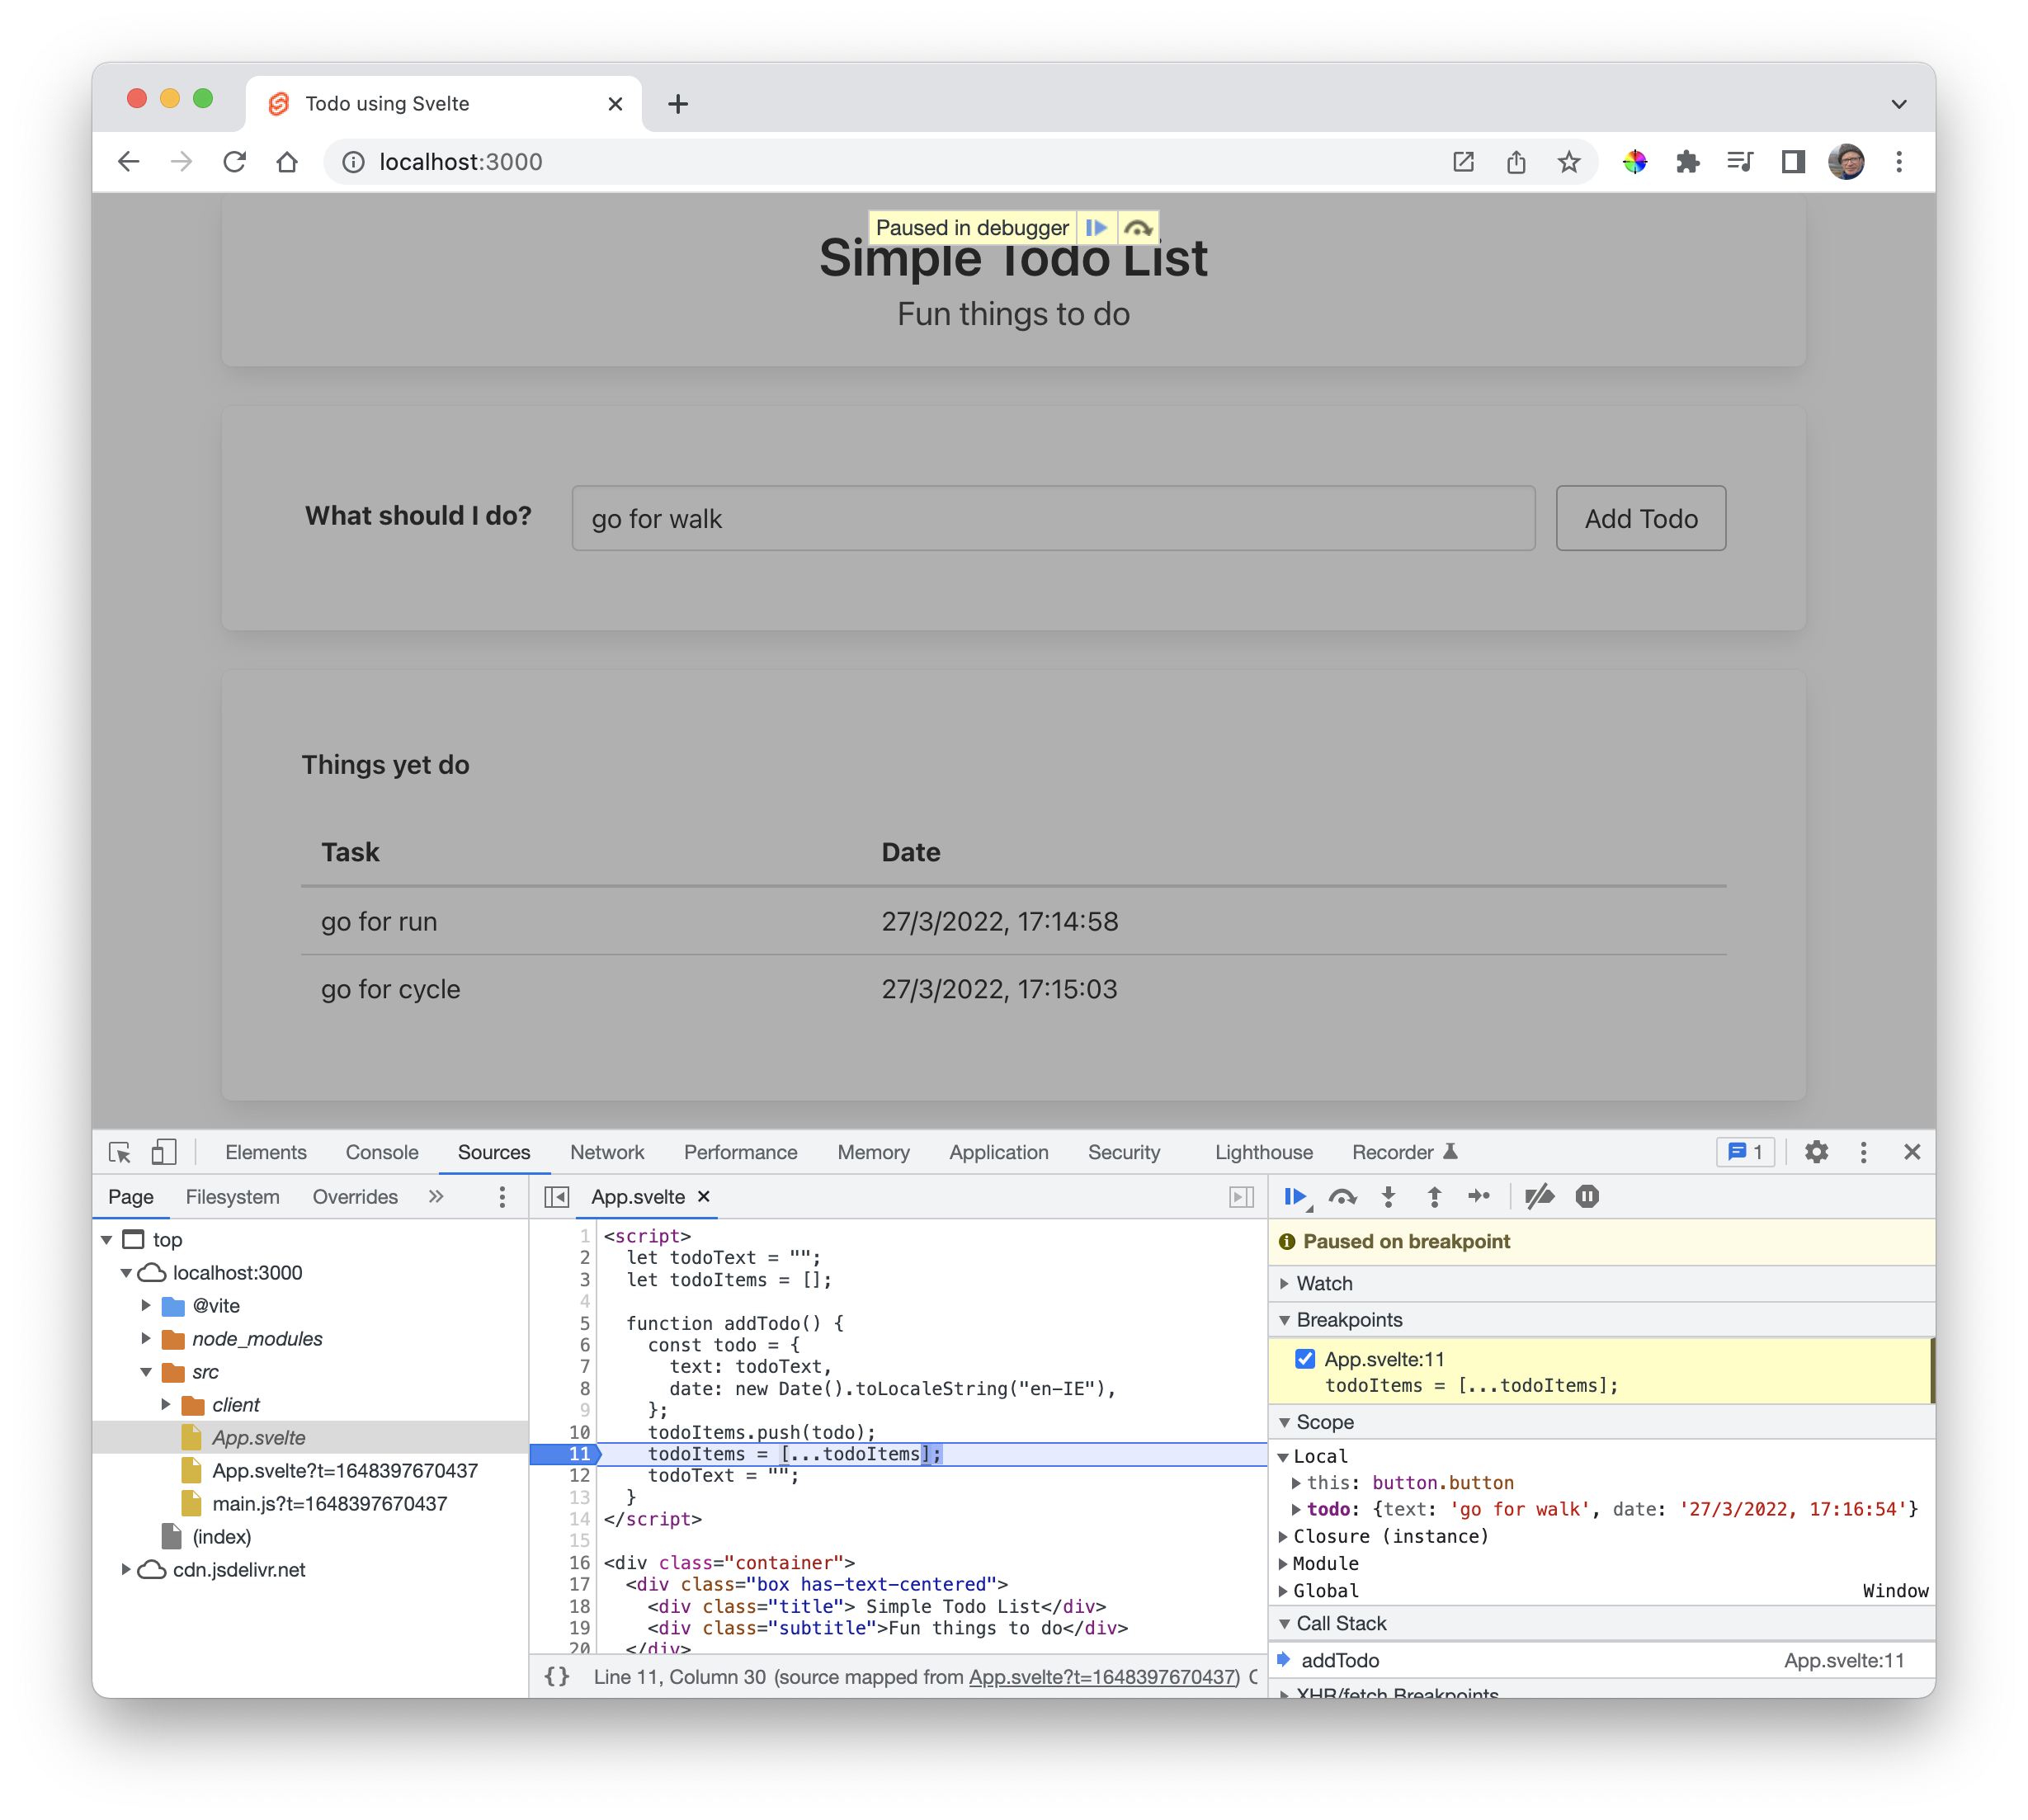 Todo using Svelte
localhost:3000
Paused in debugger
Simple Todo List
Fun things to do
What should I do?
go for walk
Add Todo
Things yet do
Task Date
go for run 27/3/2022, 17:14:58
go for cycle 27/3/2022, 17:15:03
Elements Console Sources Network Performance Memory Application Security Lighthouse Recorder 1
Page Filesystem Overrides »
top
localhost:3000
@vite
node_modules
src
client
App.svelte
App.svelte?t=1648397670437
main.js?t=1648397670437
(index)
cdn.jsdelivr.net
App.svelte
1 <script>
2 let todoText = "";
3 let todoItems = [];
4
5 function addTodo() {
6 const todo = {
7 text: todoText,
8 date: new Date().toLocaleString("en-IE"),
9 };
10 todoItems.push(todo);
11 todoItems = [...todoItems];
12 todoText = "";
13 }
14 </script>
15
16 <div class="container">
17 <div class="box has-text-centered">
18 <div class="title"> Simple Todo List</div>
19 <div class="subtitle">Fun things to do</div>
20 </div>
{} Line 11, Column 30 (source mapped from App.svelte?t=1648397670437) C
Paused on breakpoint
Watch
Breakpoints
App.svelte:11
todoItems = [...todoItems];
Scope
Local
this: button.button
todo: {text: 'go for walk', date: '27/3/2022, 17:16:54'}
Closure (instance)
Module
Global Window
Call Stack
addTodo App.svelte:11
XHR/fetch Breakpoints